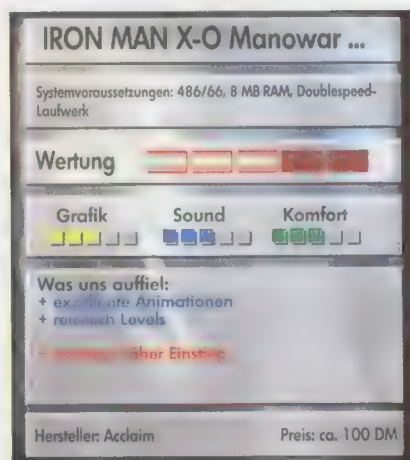 IRON MAN X-O Manowar ...
Systemvoraussetzungen: 486/66, 8 MB RAM, Doublespeed-
Laufwerk
Wertung
Grafik Sound Komfort
Was uns auffiel:
+ Animationen
+ Levels
- Einstieg
Hersteller: Acclaim Preis: ca. 100 DM